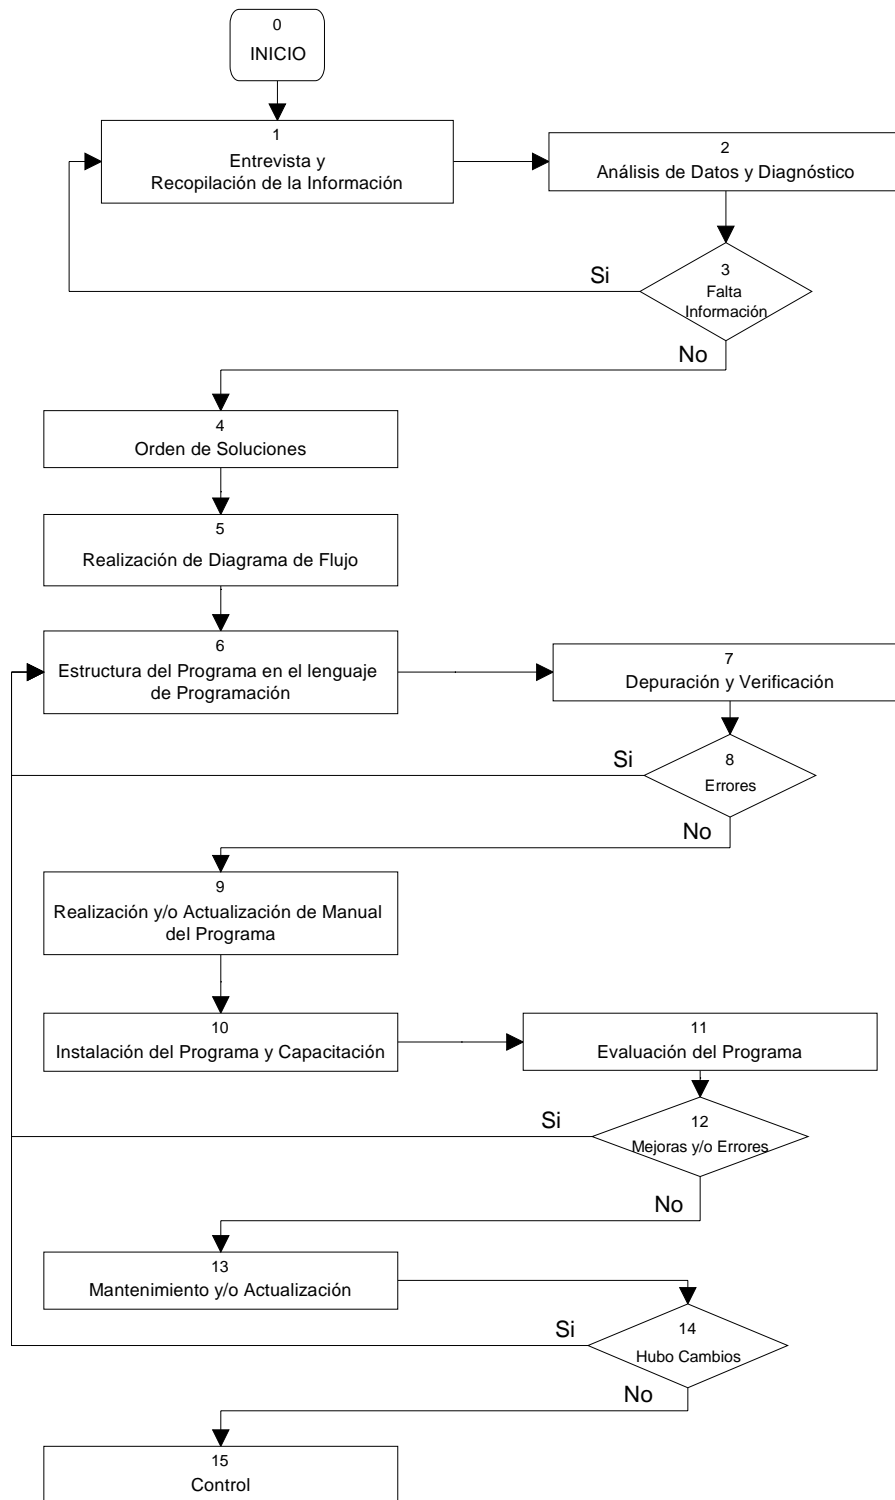 0
INICIO
1
Entrevista y
Recopilación de la Información
2
Análisis de Datos y Diagnóstico
3
Falta
Información
Si
No
4
Orden de Soluciones
5
Realización de Diagrama de Flujo
6
Estructura del Programa en el lenguaje
de Programación
7
Depuración y Verificación
8
Errores
Si
No
9
Realización y/o Actualización de Manual
del Programa
10
Instalación del Programa y Capacitación
11
Evaluación del Programa
12
Mejoras y/o Errores
Si
No
13
Mantenimiento y/o Actualización
14
Hubo Cambios
Si
No
15
Control